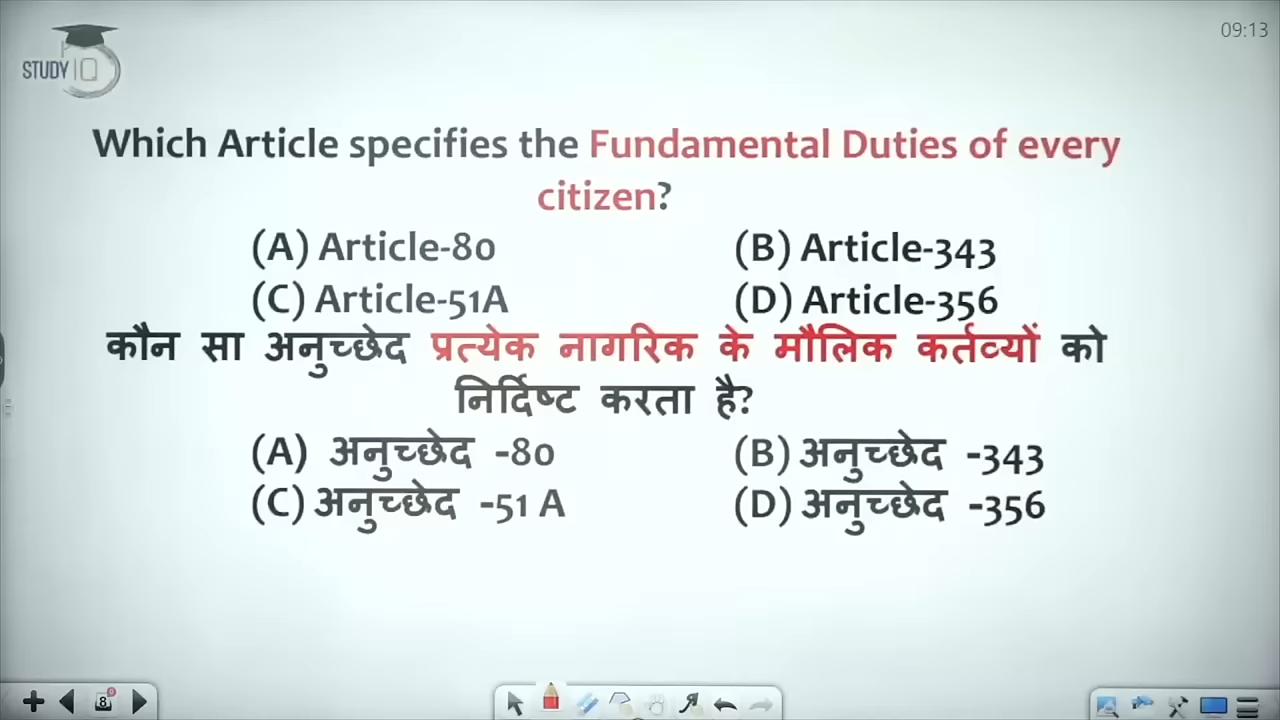 STUDY IQ
09:13
Which Article specifies the Fundamental Duties of every
citizen?
(A) Article-80 (B) Article-343
(C) Article-51A (D) Article-356
कौन सा अनुच्छेद प्रत्येक नागरिक के मौलिक कर्तव्यों को
निर्दिष्ट करता है?
(A) अनुच्छेद -80 (B) अनुच्छेद -343
(C) अनुच्छेद -51 A (D) अनुच्छेद -356
8